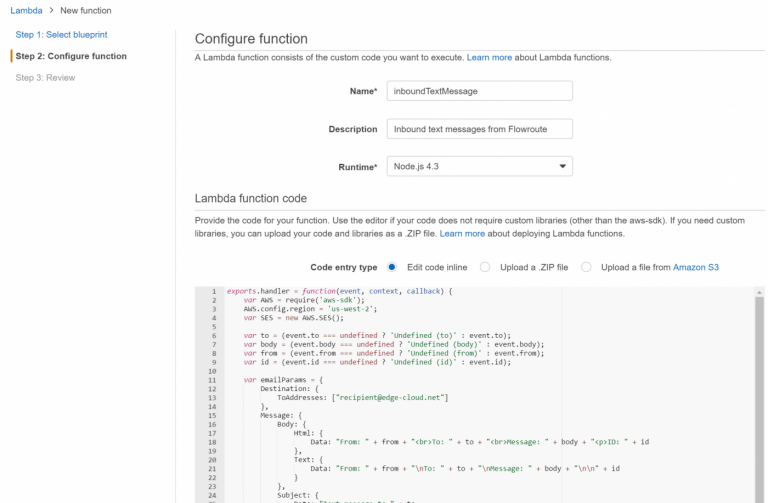 Lambda > New function
Step 1: Select blueprint
Step 2: Configure function
Step 3: Review
Configure function
A Lambda function consists of the custom code you want to execute. Learn more about Lambda functions.
Name* inboundTextMessage
Description Inbound text messages from Flowroute
Runtime* Node.js 4.3
Lambda function code
Provide the code for your function. Use the editor if your code does not require custom libraries (other than the aws-sdk). If you need custom
libraries, you can upload your code and libraries as a .ZIP file. Learn more about deploying Lambda functions.
Code entry type Edit code inline Upload a .ZIP file Upload a file from Amazon S3
1 exports.handler = function(event, context, callback) {
2 var AWS = require('aws-sdk');
3 AWS.config.region = 'us-west-2';
4 var SES = new AWS.SES();
5
6 var to = (event.to === undefined ? 'Undefined (to)' : event.to);
7 var body = (event.body === undefined ? 'Undefined (body)' : event.body);
8 var from = (event.from === undefined ? 'Undefined (from)' : event.from);
9 var id = (event.id === undefined ? 'Undefined (id)' : event.id);
10
11 var emailParams = {
12 Destination: {
13 ToAddresses: ["recipient@edge-cloud.net"]
14 },
15 Message: {
16 Body: {
17 Html: {
18 Data: "From: " + from + "<br>To: " + to + "<br>Message: " + body + "<p>ID: " + id
19 },
20 Text: {
21 Data: "From: " + from + "\nTo: " + to + "\nMessage: " + body + "\n\n" + id
22 }
23 },
24 Subject: {